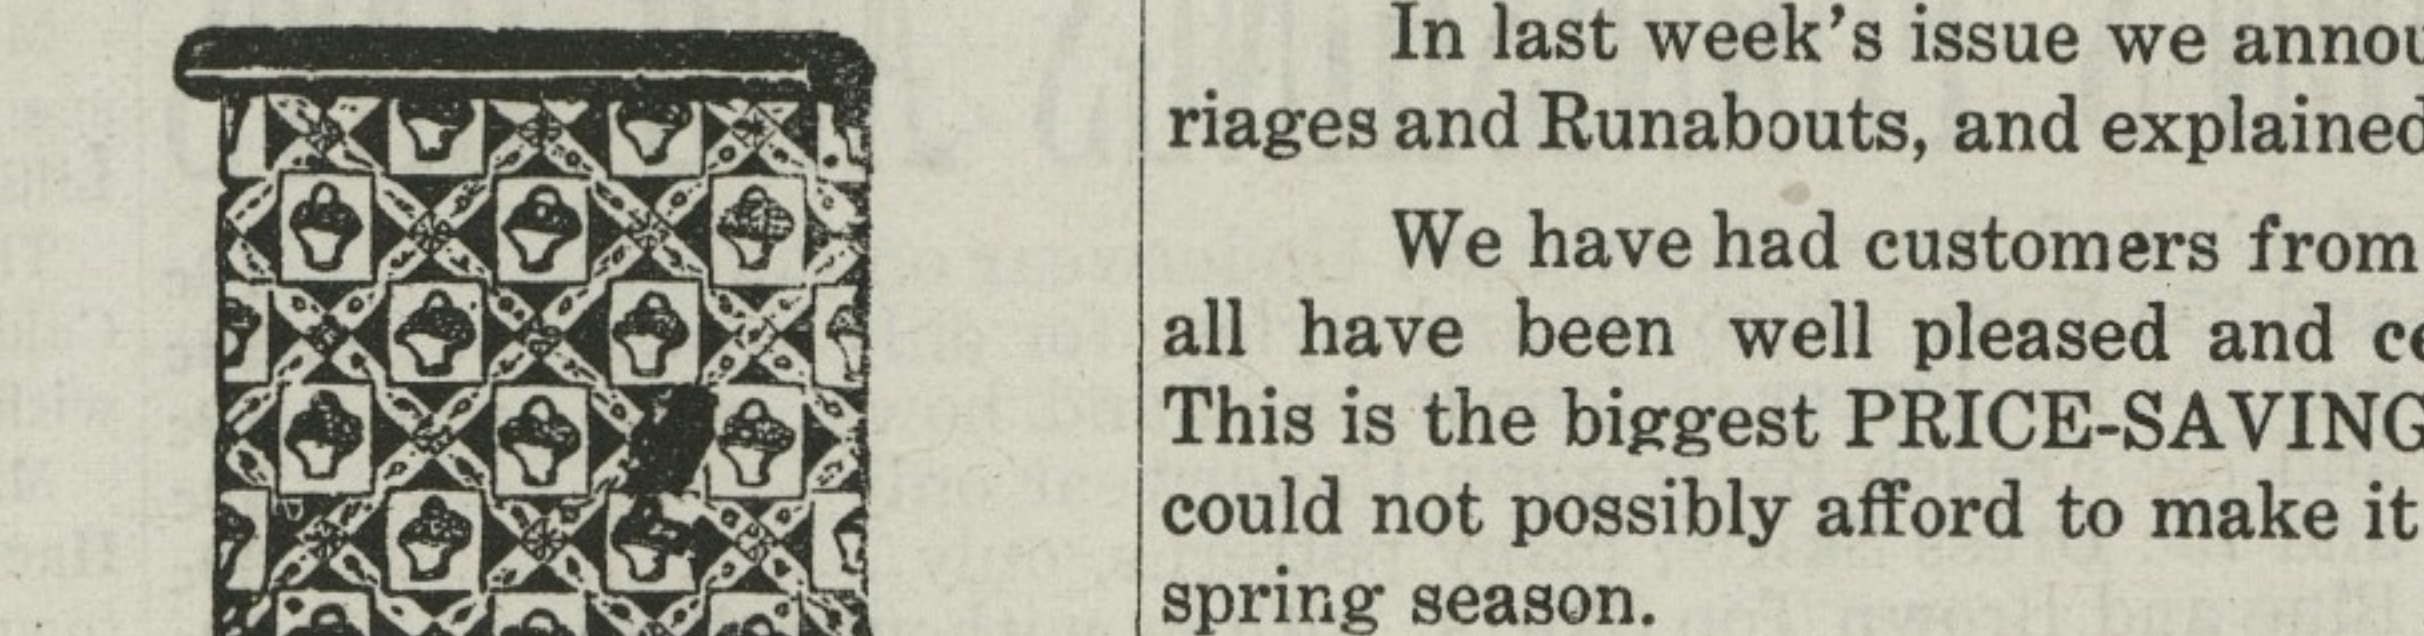 In last week's issue we annou
riages and Runabouts, and explained
We have had customers from
all have been well pleased and ce
This is the biggest PRICE-SAVING
could not possibly afford to make it
spring season.